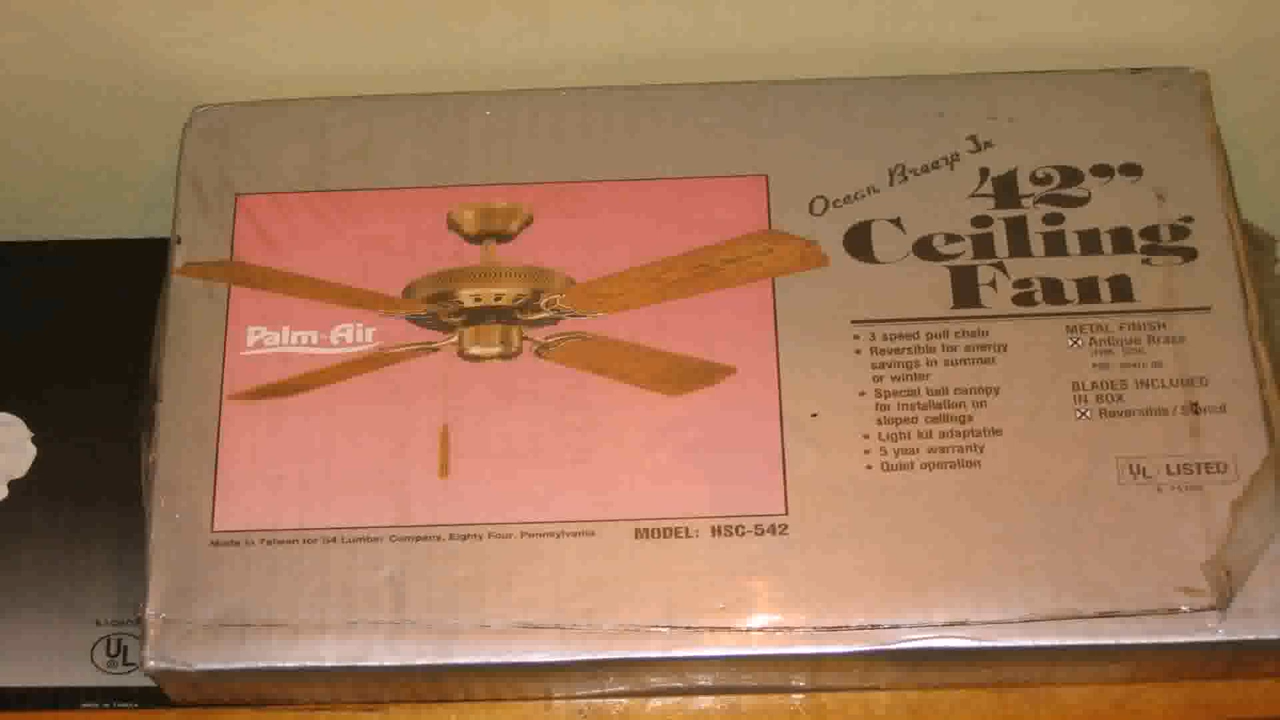 Ocean Breeze Jr
42”
Ceiling
Fan
Palm-Air
• 3 speed pull chain
• Reversible for energy
savings in summer
or winter
• Special ball canopy
for installation on
sloped ceilings
• Light kit adaptable
• 5 year warranty
• Quiet operation
METAL FINISH
Antique Brass
BLADES INCLUDED
IN BOX
Reversible /
UL LISTED
Made in Taiwan for 84 Lumber Company, Eighty Four, Pennsylvania
MODEL: HSC-542
UL